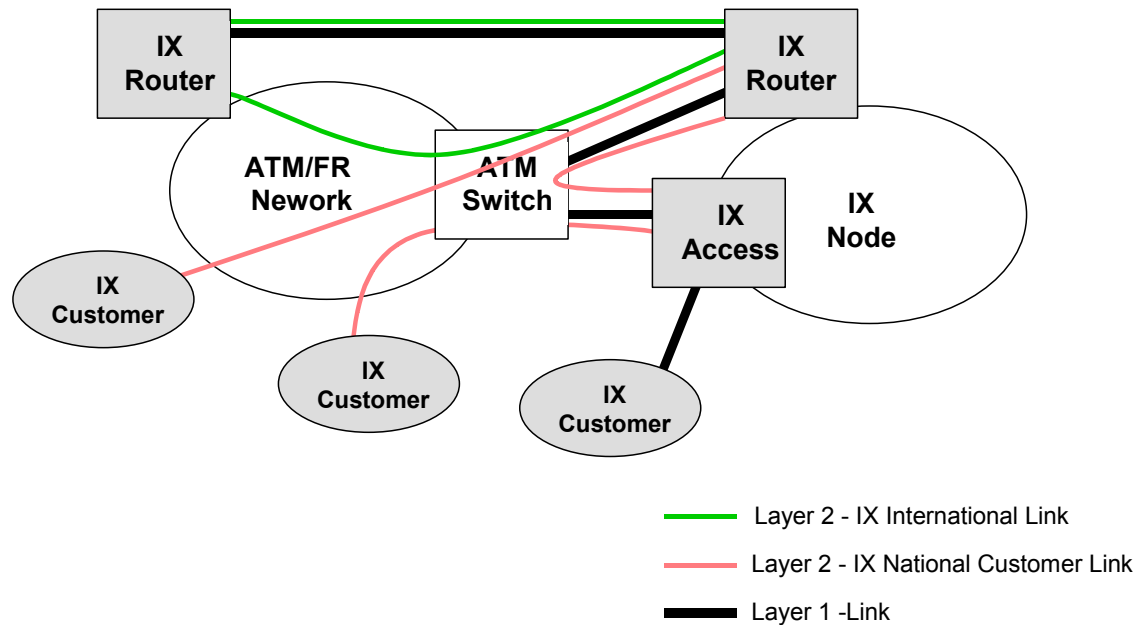 IX
Router
IX
Router
ATM/FR
Nework
ATM
Switch
IX
Access
IX
Node
IX
Customer
IX
Customer
IX
Customer
Layer 2 - IX International Link
Layer 2 - IX National Customer Link
Layer 1 -Link